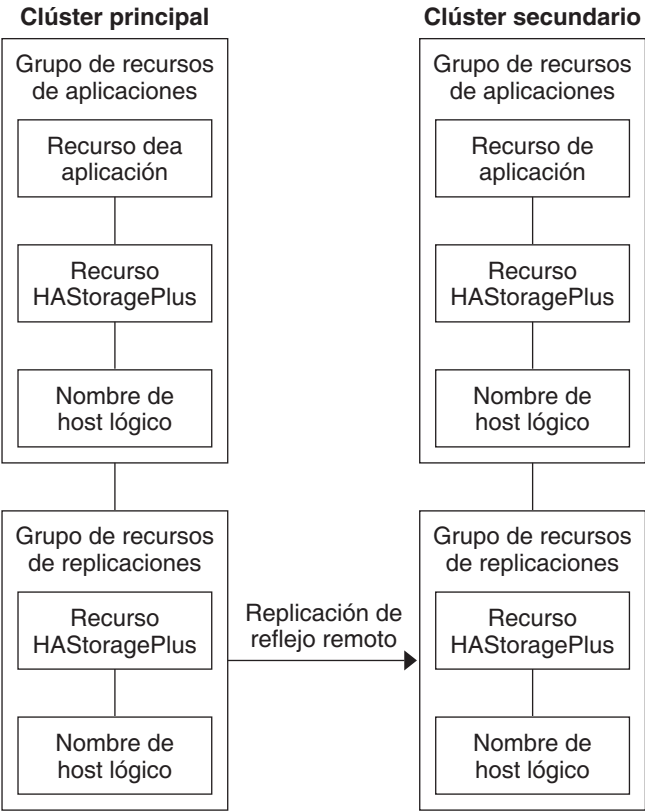 Clúster principal
Grupo de recursos
de aplicaciones
Recurso dea
aplicación
Recurso
HAStoragePlus
Nombre de
host lógico
Grupo de recursos
de replicaciones
Recurso
HAStoragePlus
Nombre de
host lógico
Replicación de
reflejo remoto
Clúster secundario
Grupo de recursos
de aplicaciones
Recurso de
aplicación
Recurso
HAStoragePlus
Nombre de
host lógico
Grupo de recursos
de replicaciones
Recurso
HAStoragePlus
Nombre de
host lógico